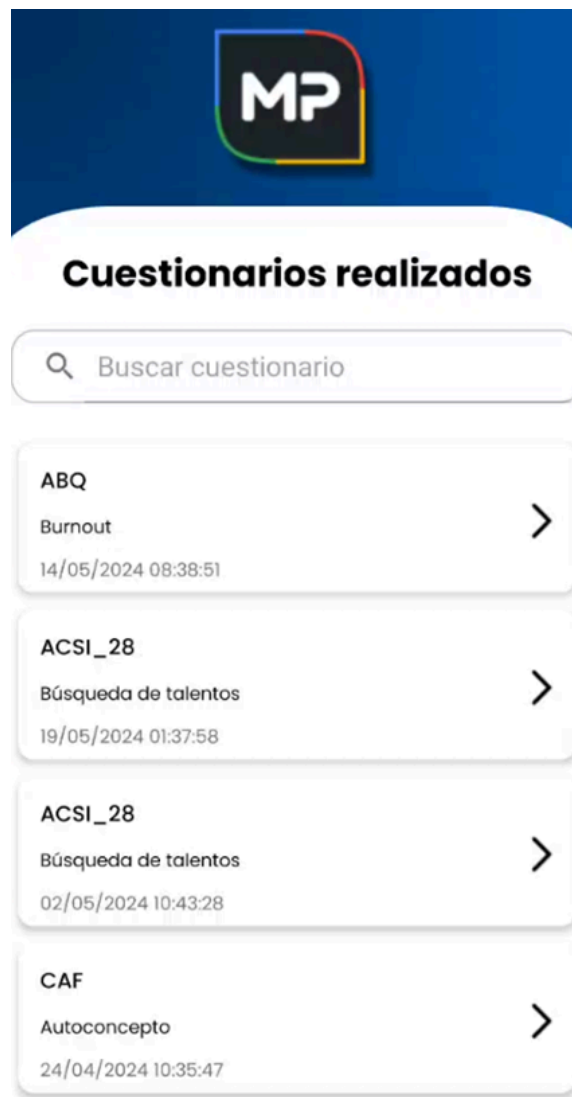 MP
Cuestionarios realizados
Buscar cuestionario
ABQ
Burnout
14/05/2024 08:38:51
ACSI_28
Búsqueda de talentos
19/05/2024 01:37:58
ACSI_28
Búsqueda de talentos
02/05/2024 10:43:28
CAF
Autoconcepto
24/04/2024 10:35:47